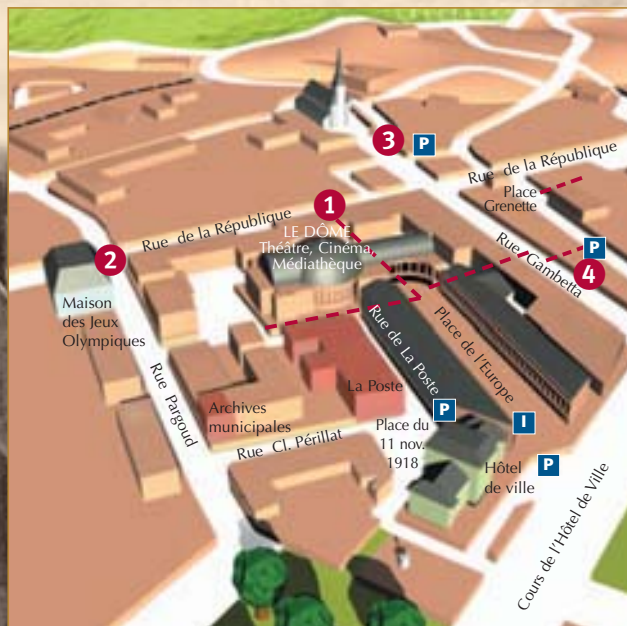 3
P
Rue de la République
Place
Grenette
1
Rue de la République
LE DÔME
Théâtre, Cinéma,
Médiathèque
2
P
4
Rue Gambetta
Maison
des Jeux
Olympiques
Rue de La Poste
Place de l'Europe
Rue Pargoud
La Poste
Archives
municipales
P
I
Place du
11 nov.
1918
P
Hôtel
de ville
Rue Cl. Périllat
Cours de l'Hôtel de Ville